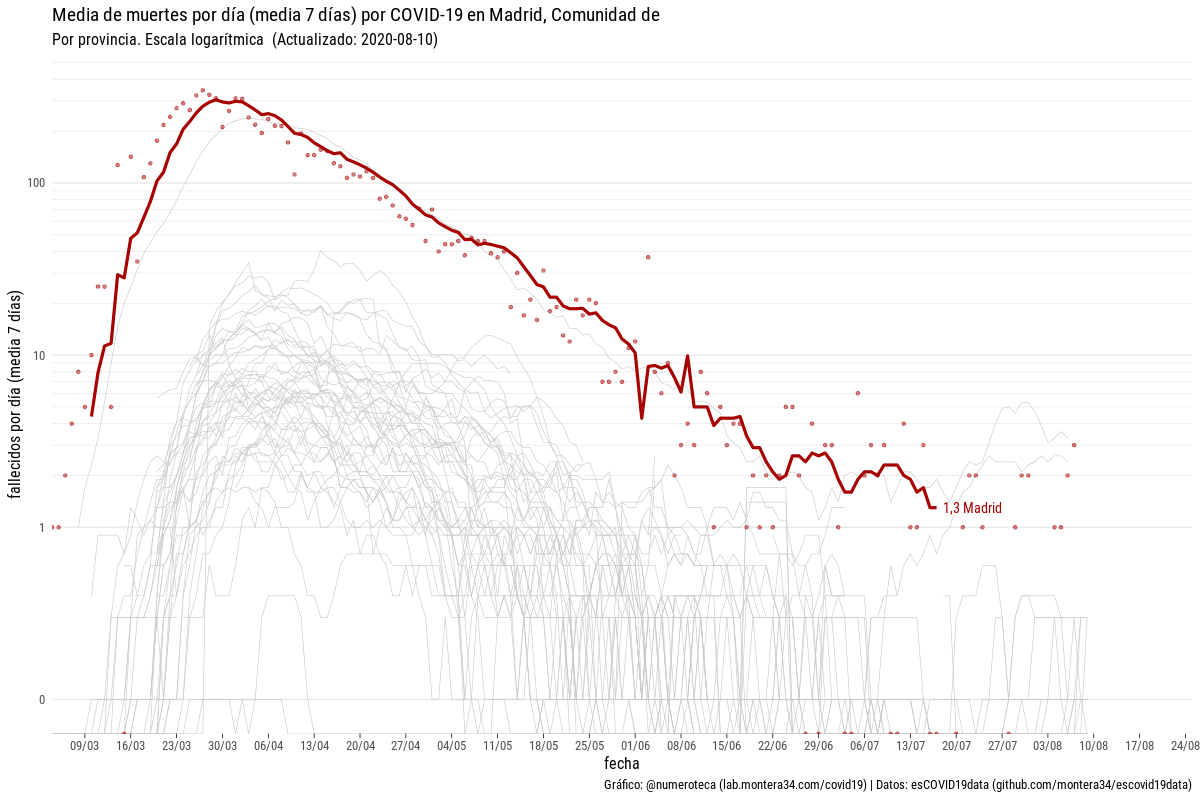 Media de muertes por día (media 7 días) por COVID-19 en Madrid, Comunidad de
Por provincia. Escala logarítmica (Actualizado: 2020-08-10)
fallecidos por día (media 7 días)
100
10
1
0
1,3 Madrid
09/03 16/03 23/03 30/03 06/04 13/04 20/04 27/04 04/05 11/05 18/05 25/05 01/06 08/06 15/06 22/06 29/06 06/07 13/07 20/07 27/07 03/08 10/08 17/08 24/08
fecha
Gráfico: @numeroteca (lab.montera34.com/covid19) | Datos: esCOVID19data (github.com/montera34/escovid19data)